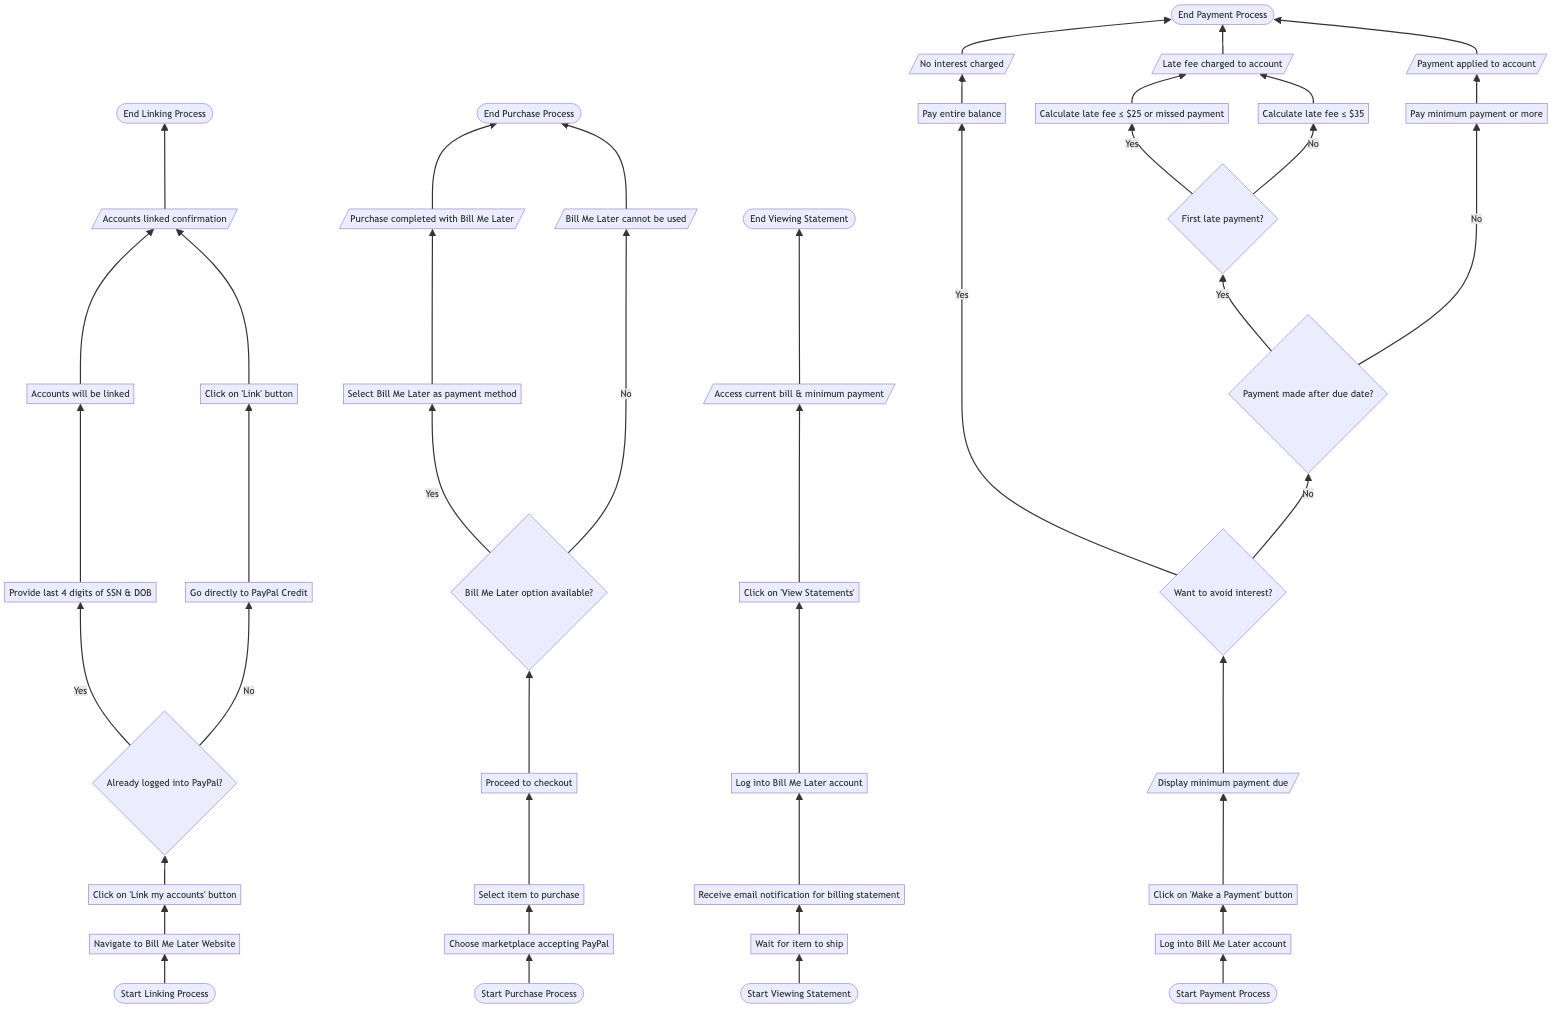 End Payment Process
No interest charged
Late fee charged to account
Payment applied to account
End Linking Process
End Purchase Process
Pay entire balance
Calculate late fee ≤ $25 or missed payment
Calculate late fee ≤ $35
Pay minimum payment or more
Yes
No
Accounts linked confirmation
Purchase completed with Bill Me Later
Bill Me Later cannot be used
End Viewing Statement
First late payment?
No
Yes
Yes
Accounts will be linked
Click on 'Link' button
Select Bill Me Later as payment method
No
Access current bill & minimum payment
Payment made after due date?
Yes
No
Provide last 4 digits of SSN & DOB
Go directly to PayPal Credit
Bill Me Later option available?
Click on 'View Statements'
Want to avoid interest?
Yes
No
Already logged into PayPal?
Proceed to checkout
Log into Bill Me Later account
Display minimum payment due
Click on 'Link my accounts' button
Select item to purchase
Receive email notification for billing statement
Click on 'Make a Payment' button
Navigate to Bill Me Later Website
Choose marketplace accepting PayPal
Wait for item to ship
Log into Bill Me Later account
Start Linking Process
Start Purchase Process
Start Viewing Statement
Start Payment Process